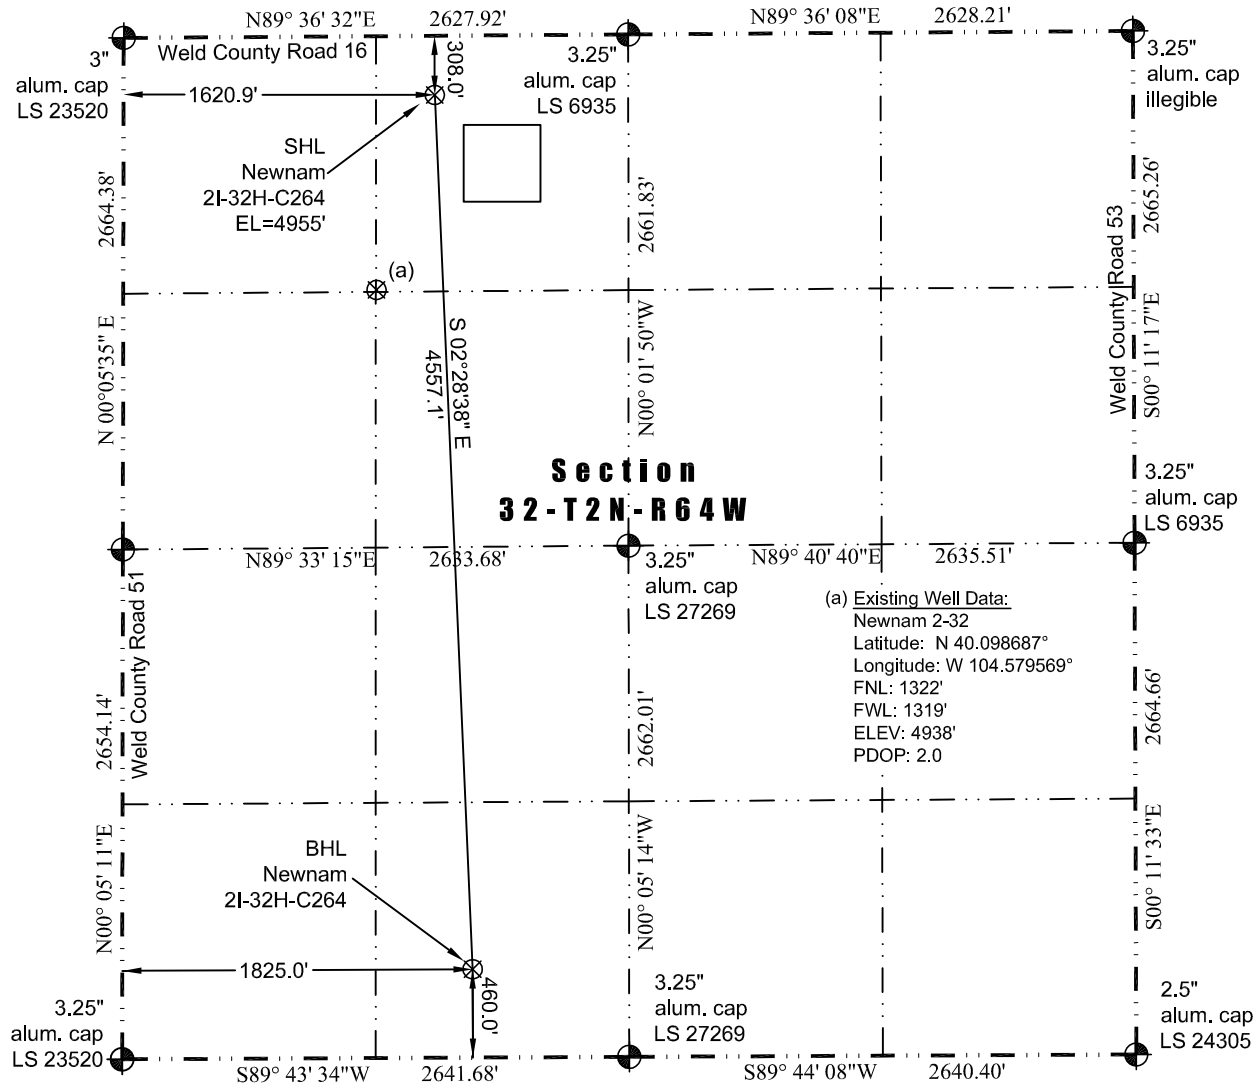 N89° 36' 32"E 2627.92' N89° 36' 08"E 2628.21'
Weld County Road 16
3"
alum. cap
LS 23520
308.0'
3.25"
alum. cap
LS 6935
3.25"
alum. cap
illegible
1620.9'
SHL
Newnam
2I-32H-C264
EL=4955'
2664.38'
2661.83'
Weld County Road 53
2665.26'
(a)
N 00°05'35" E
S 02°28'38" E
4557.1'
N00° 01' 50"W
S00° 11' 17"E
Section
32-T2N-R64W
3.25"
alum. cap
LS 6935
N89° 33' 15"E 2633.68' N89° 40' 40"E 2635.51'
3.25"
alum. cap
LS 27269
Weld County Road 51
2654.14'
2662.01'
2664.66'
(a) Existing Well Data:
Newnam 2-32
Latitude: N 40.098687°
Longitude: W 104.579569°
FNL: 1322'
FWL: 1319'
ELEV: 4938'
PDOP: 2.0
BHL
Newnam
2I-32H-C264
N00° 05' 11"E
N00° 05' 14"W
S00° 11' 33"E
1825.0'
460.0'
3.25"
alum. cap
LS 23520
3.25"
alum. cap
LS 27269
2.5"
alum. cap
LS 24305
S89° 43' 34"W 2641.68' S89° 44' 08"W 2640.40'